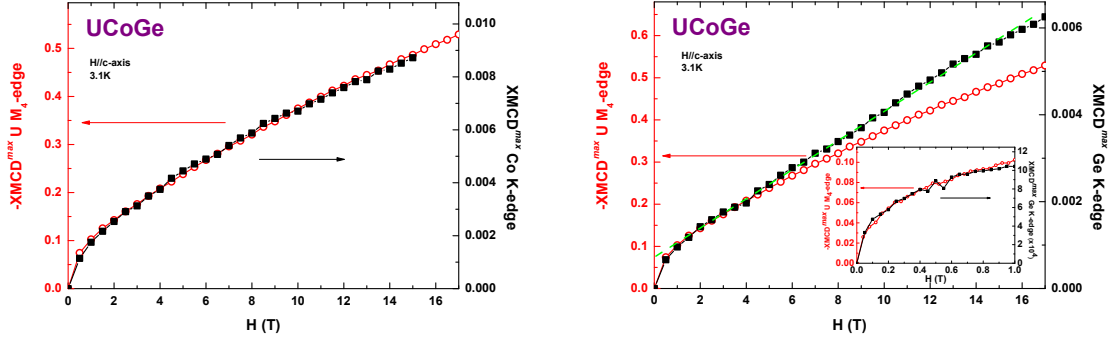 UCoGe
H//c-axis
3.1K
-XMCD^max U M4-edge
XMCD^max Co K-edge
0.0
0.1
0.2
0.3
0.4
0.5
0.000
0.002
0.004
0.006
0.008
0.010
0 2 4 6 8 10 12 14 16
H (T)
UCoGe
H//c-axis
3.1K
-XMCD^max U M4-edge
XMCD^max Ge K-edge
0.0
0.1
0.2
0.3
0.4
0.5
0.6
0.000
0.002
0.004
0.006
0 2 4 6 8 10 12 14 16
H (T)
-XMCD^max U M4-edge
XMCD^max Ge K-edge (x 10^4)
0.00
0.02
0.04
0.06
0.08
0.10
0
2
4
6
8
10
12
0.0 0.2 0.4 0.6 0.8 1.0
H (T)